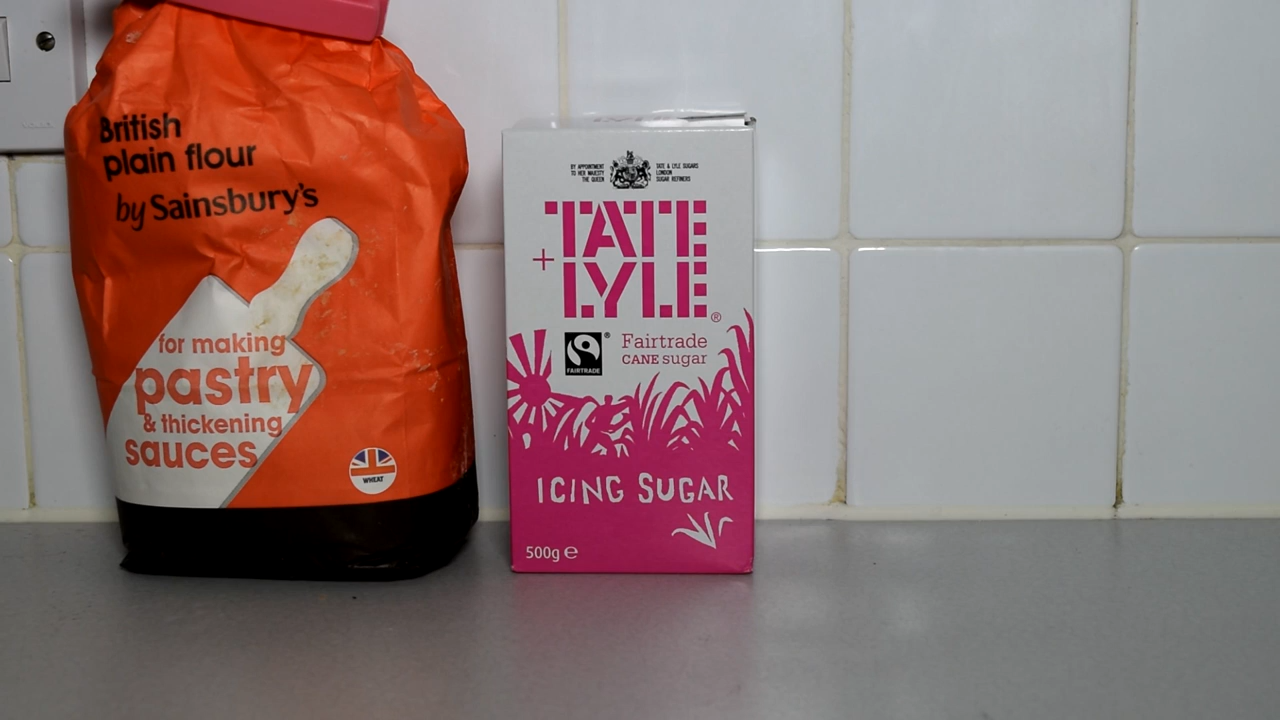 British
plain flour
by Sainsbury's
for making
pastry
& thickening
sauces
WHEAT
BY APPOINTMENT
TO HER MAJESTY
THE QUEEN
TATE & LYLE SUGARS
LONDON
SUGAR REFINERS
TATE
+
LYLE®
FAIRTRADE
®
Fairtrade
CANE sugar
ICING SUGAR
500g ℮